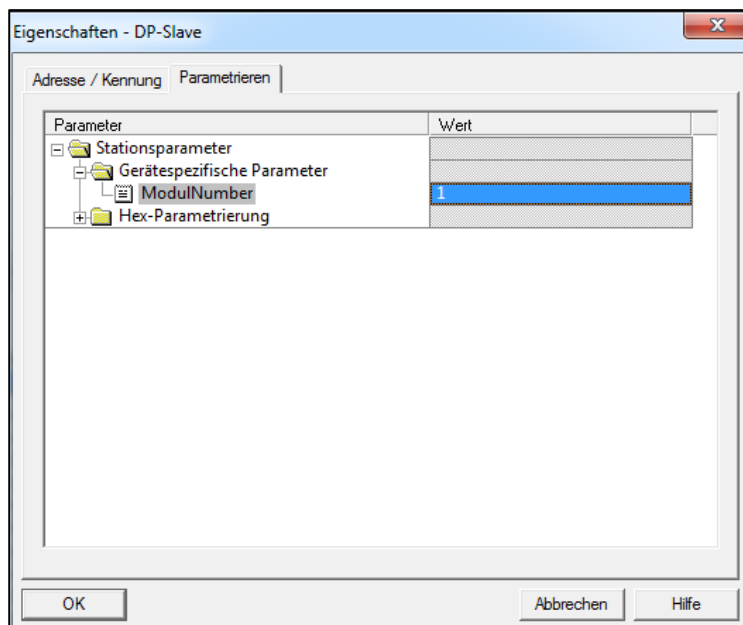 Eigenschaften - DP-Slave
Adresse / Kennung Parametrieren
Parameter Wert
Stationsparameter
Gerätespezifische Parameter
ModulNumber 1
Hex-Parametrierung
OK Abbrechen Hilfe